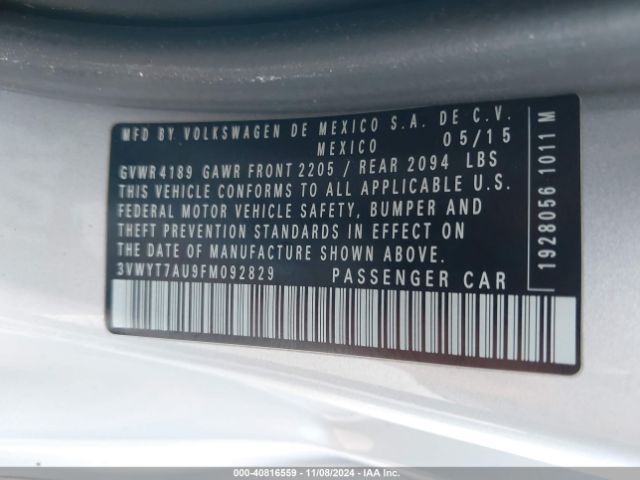 MFD BY VOLKSWAGEN DE MEXICO S.A. DE C.V.
MEXICO 05/15
GVWR 4189 GAWR FRONT 2205 / REAR 2094 LBS
THIS VEHICLE CONFORMS TO ALL APPLICABLE U.S.
FEDERAL MOTOR VEHICLE SAFETY, BUMPER AND
THEFT PREVENTION STANDARDS IN EFFECT ON
THE DATE OF MANUFACTURE SHOWN ABOVE.
3VWYT7AU9FM092829 PASSENGER CAR
1928056 1011 M
000-40816559 - 11/08/2024 - IAA Inc.